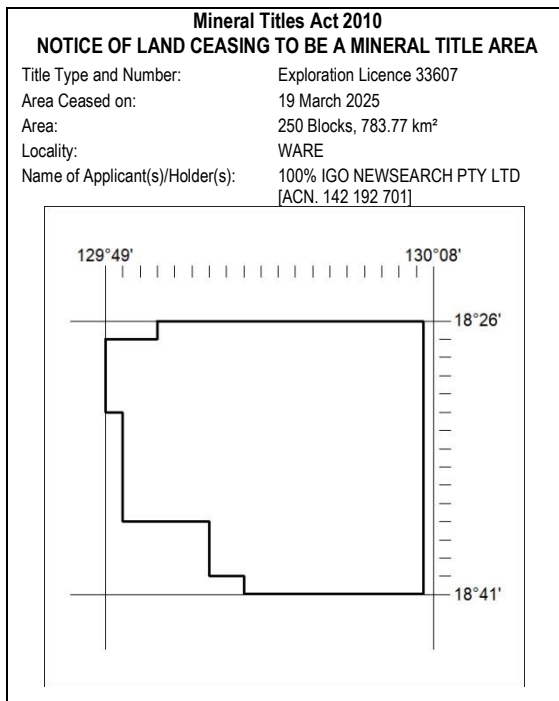 Mineral Titles Act 2010
NOTICE OF LAND CEASING TO BE A MINERAL TITLE AREA
Title Type and Number: Exploration Licence 33607
Area Ceased on: 19 March 2025
Area: 250 Blocks, 783.77 km²
Locality: WARE
Name of Applicant(s)/Holder(s): 100% IGO NEWSEARCH PTY LTD
[ACN. 142 192 701]
129°49' 130°08'
18°26'
18°41'